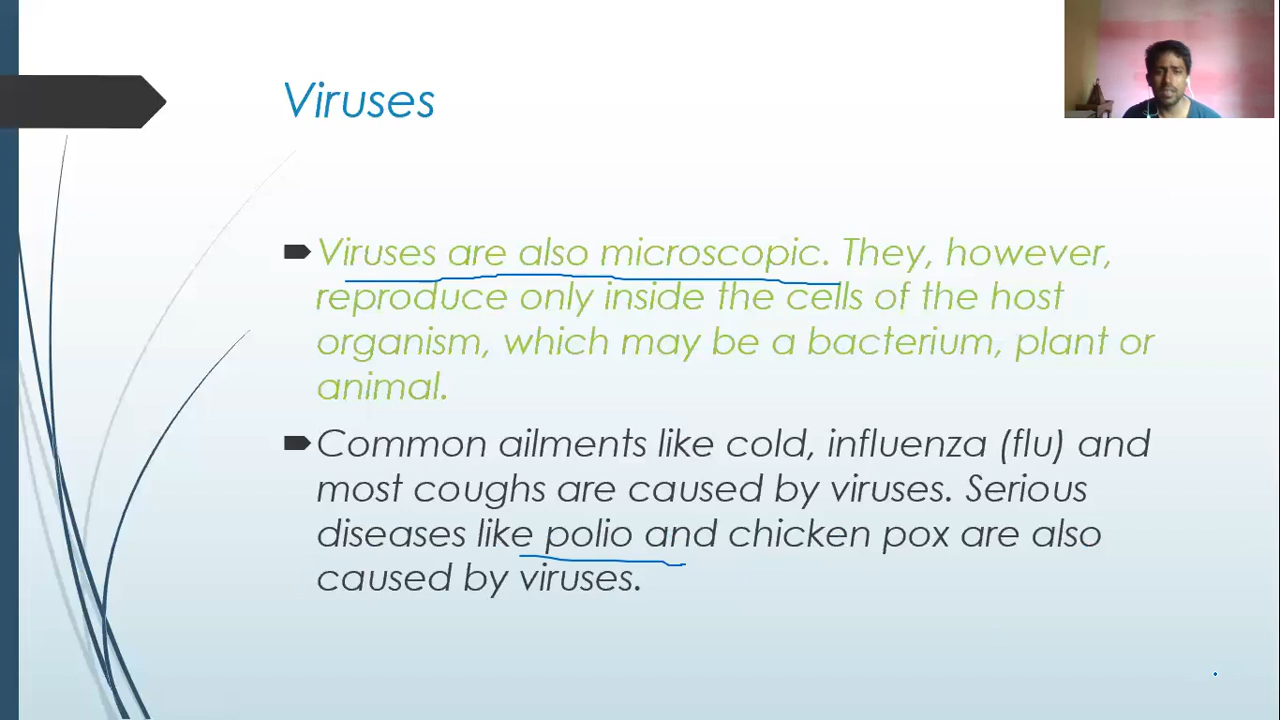 Viruses
Viruses are also microscopic. They, however,
reproduce only inside the cells of the host
organism, which may be a bacterium, plant or
animal.
Common ailments like cold, influenza (flu) and
most coughs are caused by viruses. Serious
diseases like polio and chicken pox are also
caused by viruses.